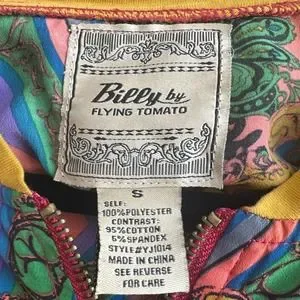 Billy by
FLYING TOMATO
S
SELF:
100%POLYESTER
CONTRAST:
95%COTTON
5%SPANDEX
STYLE#YJ1014
MADE IN CHINA
SEE REVERSE
FOR CARE